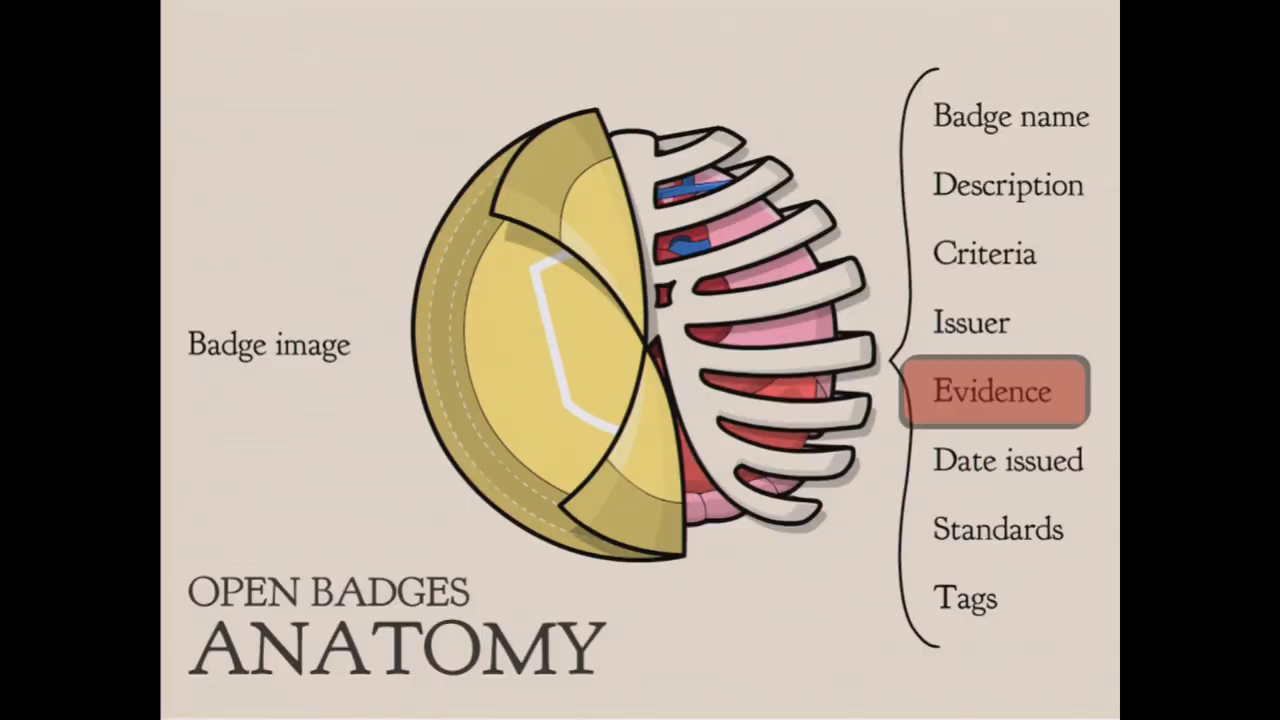 Badge name
Description
Criteria
Issuer
Badge image
Evidence
Date issued
Standards
Tags
OPEN BADGES
ANATOMY